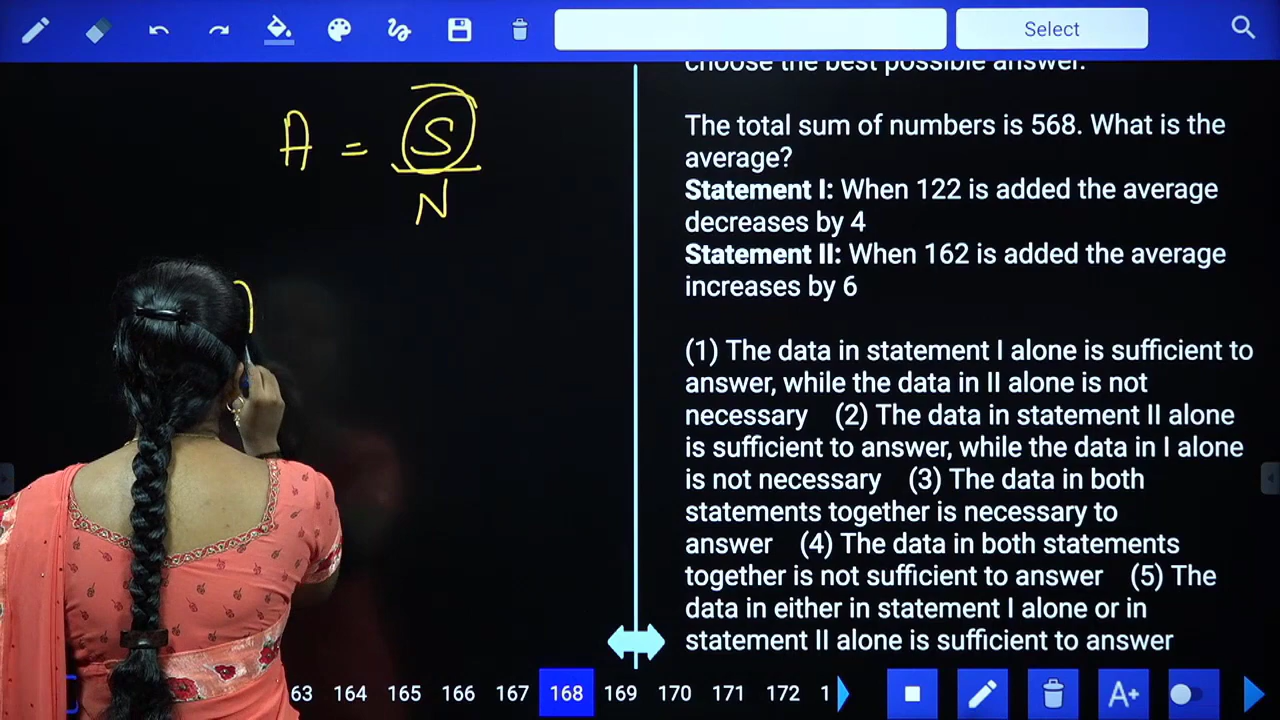 Select
choose the best possible answer.
A = S
N
The total sum of numbers is 568. What is the
average?
Statement I: When 122 is added the average
decreases by 4
Statement II: When 162 is added the average
increases by 6
(1) The data in statement I alone is sufficient to
answer, while the data in II alone is not
necessary (2) The data in statement II alone
is sufficient to answer, while the data in I alone
is not necessary (3) The data in both
statements together is necessary to
answer (4) The data in both statements
together is not sufficient to answer (5) The
data in either in statement I alone or in
statement II alone is sufficient to answer
63 164 165 166 167 168 169 170 171 172 1
A+